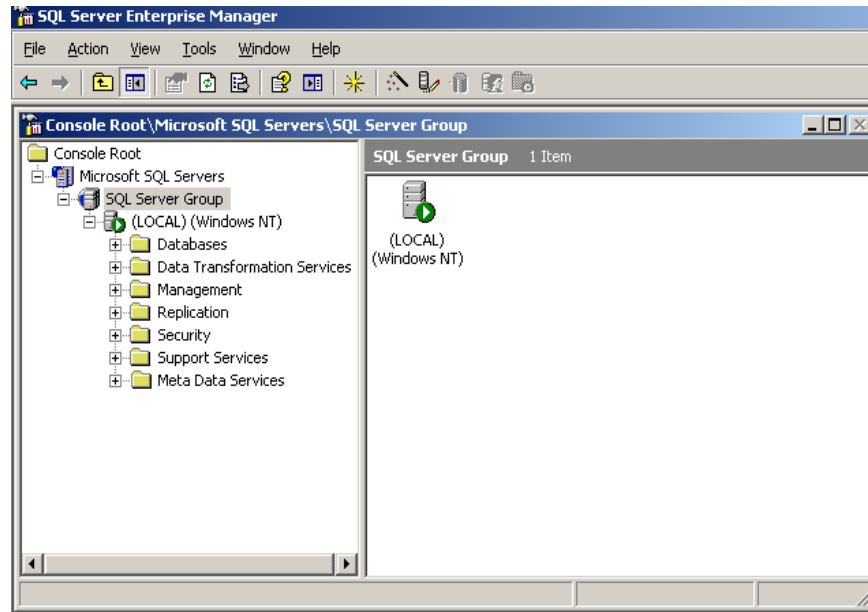 SQL Server Enterprise Manager
File Action View Tools Window Help
Console Root\Microsoft SQL Servers\SQL Server Group
Console Root
Microsoft SQL Servers
SQL Server Group
(LOCAL) (Windows NT)
Databases
Data Transformation Services
Management
Replication
Security
Support Services
Meta Data Services
SQL Server Group 1 Item
(LOCAL)
(Windows NT)